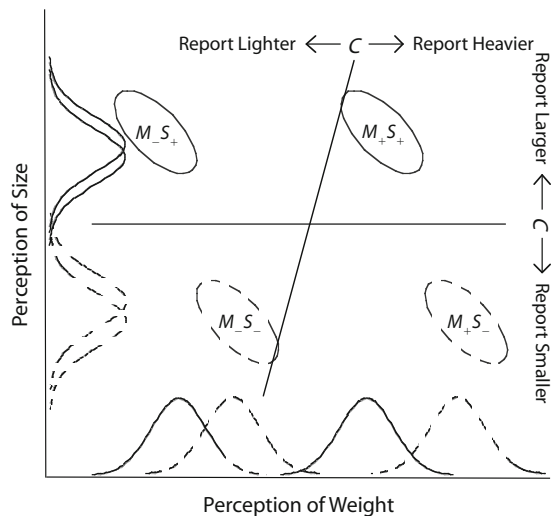 Report Lighter ← C → Report Heavier
Report Larger
← C →
Report Smaller
Perception of Size
M₋S₊
M₊S₊
M₋S₋
M₊S₋
Perception of Weight